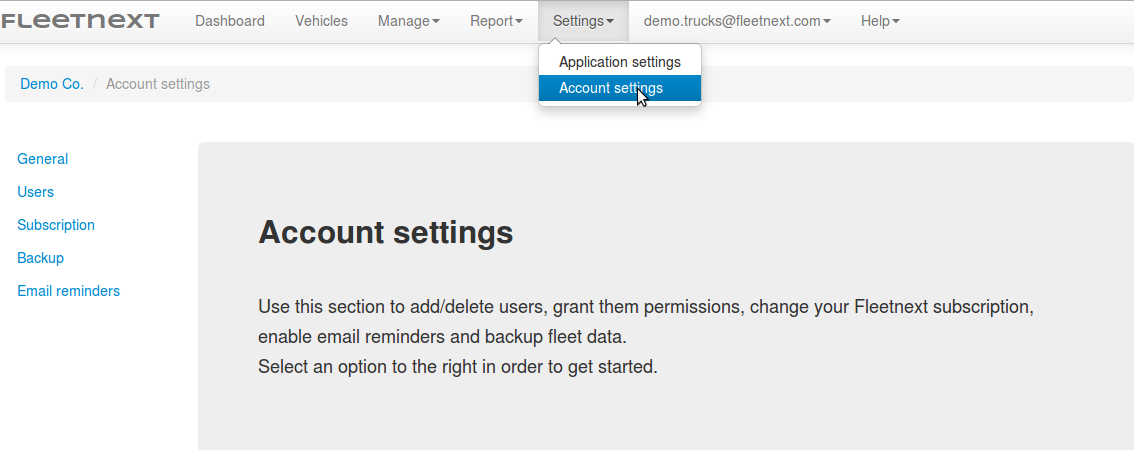 FLEETNEXT Dashboard Vehicles Manage Report Settings demo.trucks@fleetnext.com Help
Application settings
Account settings
Demo Co. / Account settings
General
Users
Subscription
Backup
Email reminders
Account settings
Use this section to add/delete users, grant them permissions, change your Fleetnext subscription,
enable email reminders and backup fleet data.
Select an option to the right in order to get started.